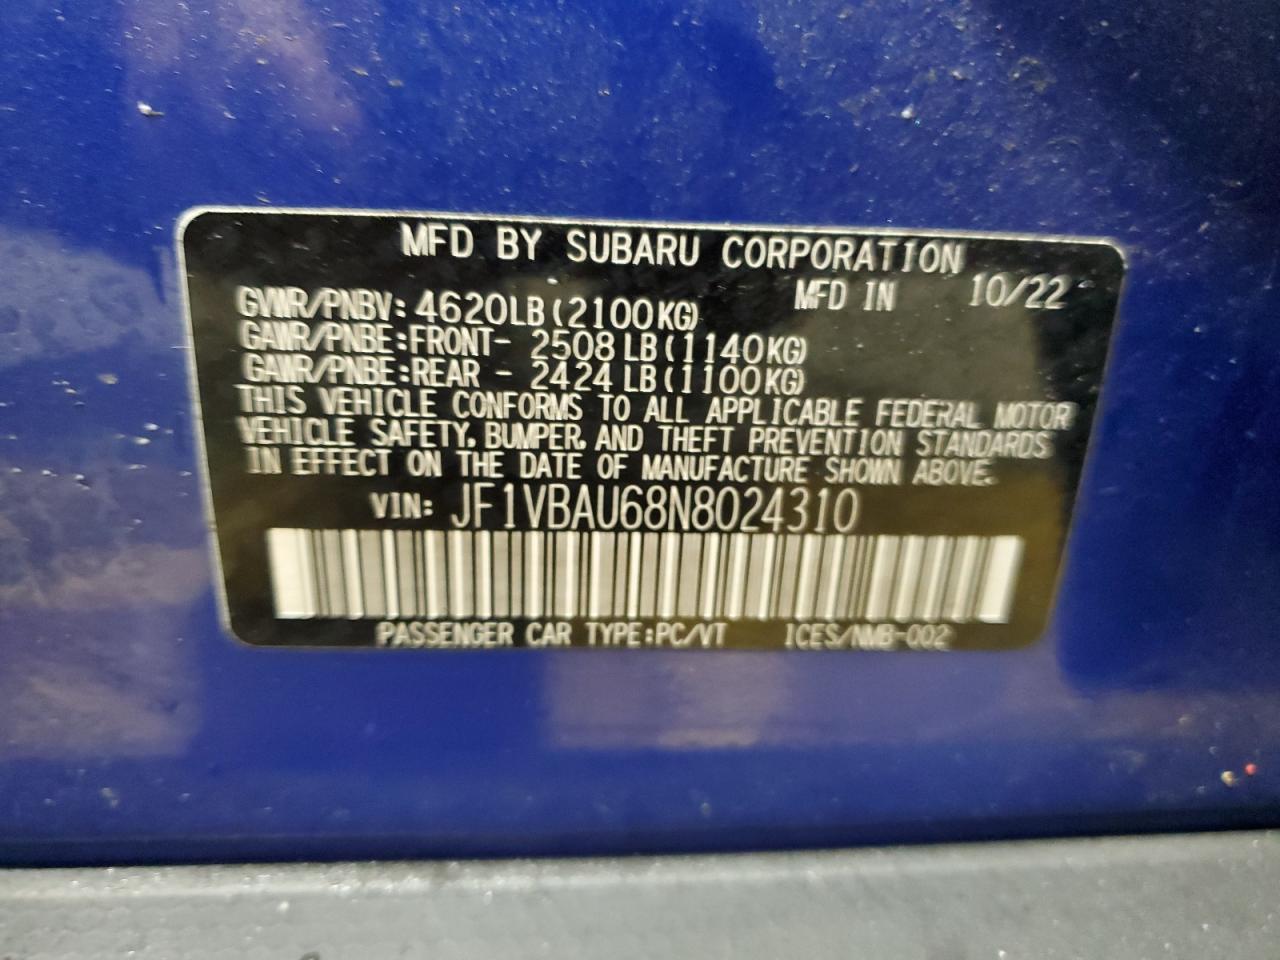 MFD BY SUBARU CORPORATION
GVWR/PNBV: 4620LB(2100KG) MFD IN 10/22
GAWR/PNBE:FRONT- 2508 LB(1140KG)
GAWR/PNBE:REAR - 2424 LB(1100KG)
THIS VEHICLE CONFORMS TO ALL APPLICABLE FEDERAL MOTOR
VEHICLE SAFETY, BUMPER, AND THEFT PREVENTION STANDARDS
IN EFFECT ON THE DATE OF MANUFACTURE SHOWN ABOVE.
VIN: JF1VBAU68N8024310
PASSENGER CAR TYPE:PC/VT ICES/NMB-002